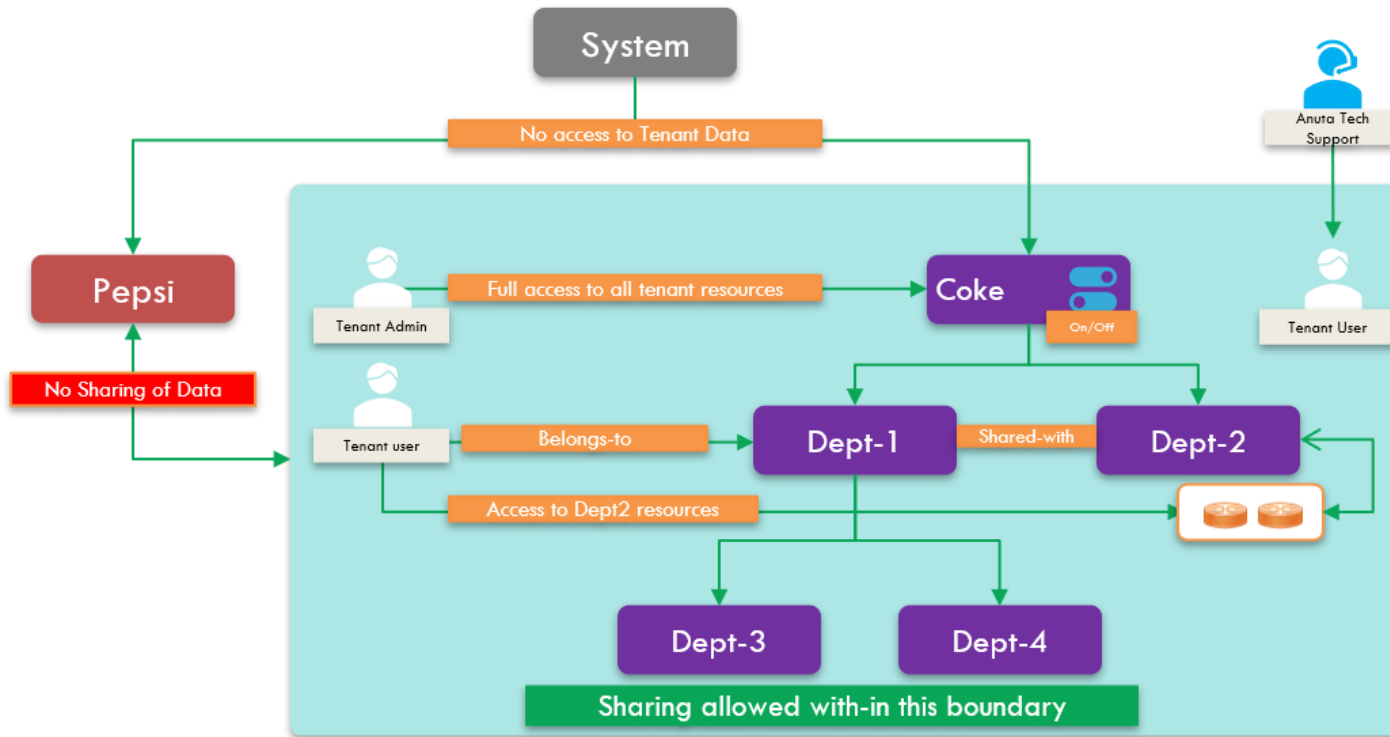 System
No access to Tenant Data
Anuta Tech
Support
Pepsi
Tenant Admin
Full access to all tenant resources
Coke
On/Off
Tenant User
No Sharing of Data
Tenant user
Belongs-to
Dept-1
Shared-with
Dept-2
Access to Dept2 resources
Dept-3
Dept-4
Sharing allowed with-in this boundary